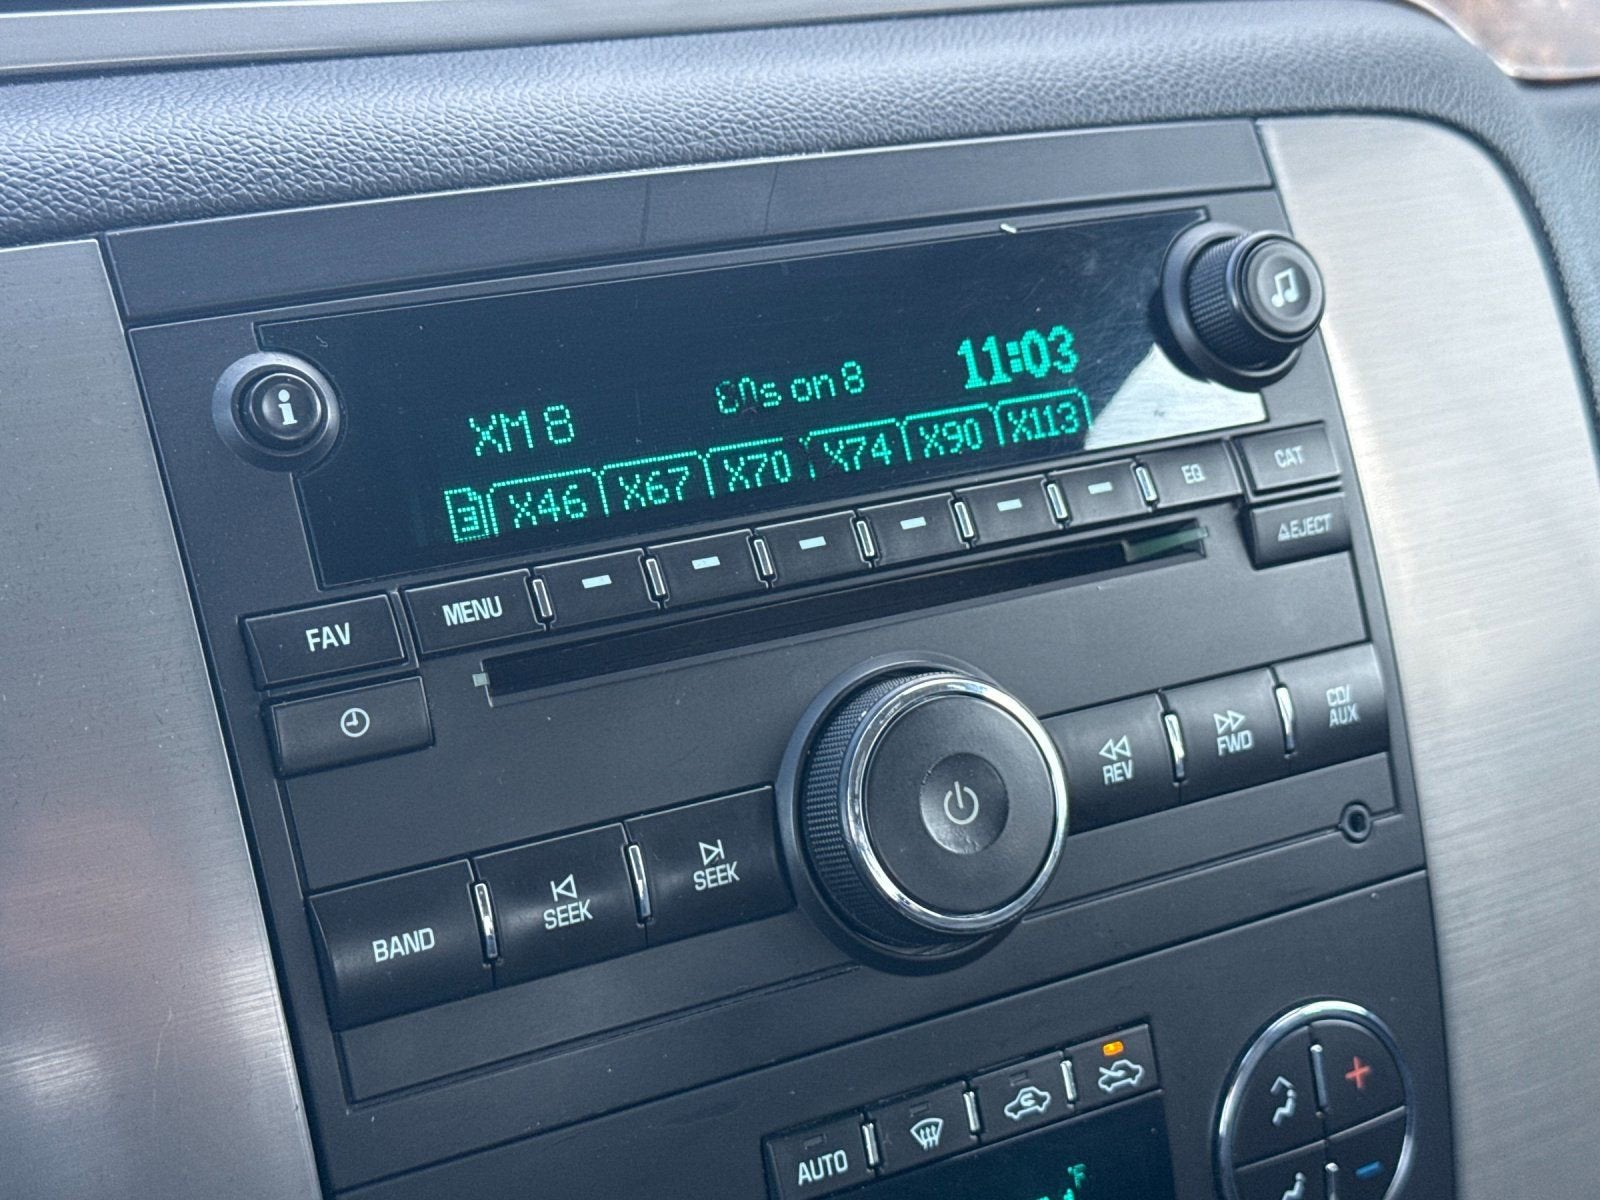 XM 8 80s on 8 11:03
3 X46 X67 X70 X74 X90 X113
i
FAV MENU EQ CAT
EJECT
REV FWD CD/
AUX
BAND SEEK SEEK
AUTO
F